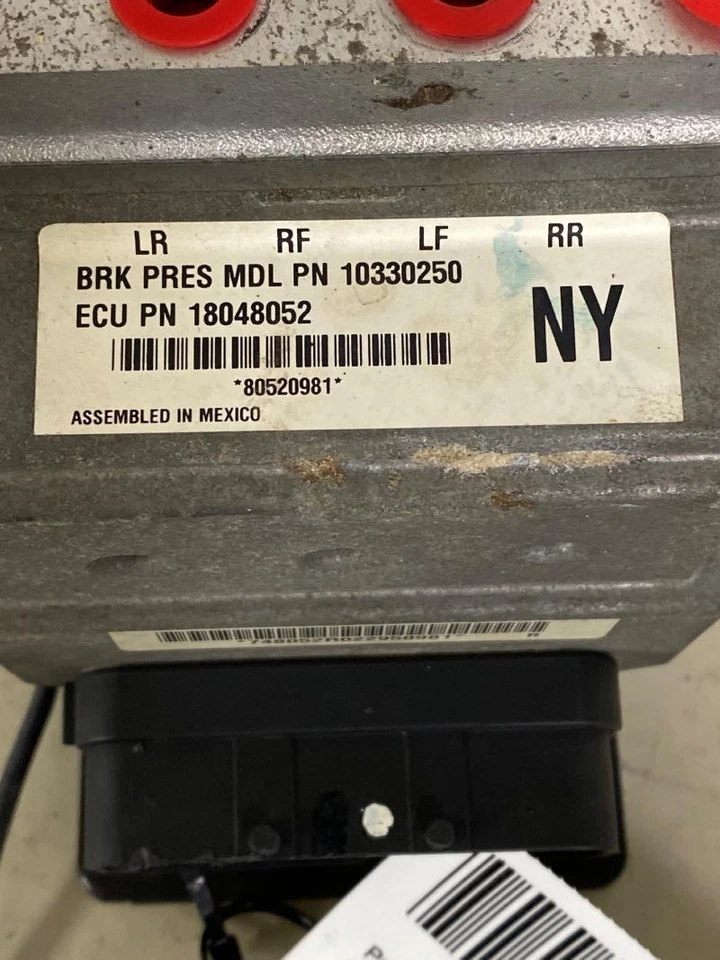 LR RF LF RR
BRK PRES MDL PN 10330250
ECU PN 18048052
NY
*80520981*
ASSEMBLED IN MEXICO